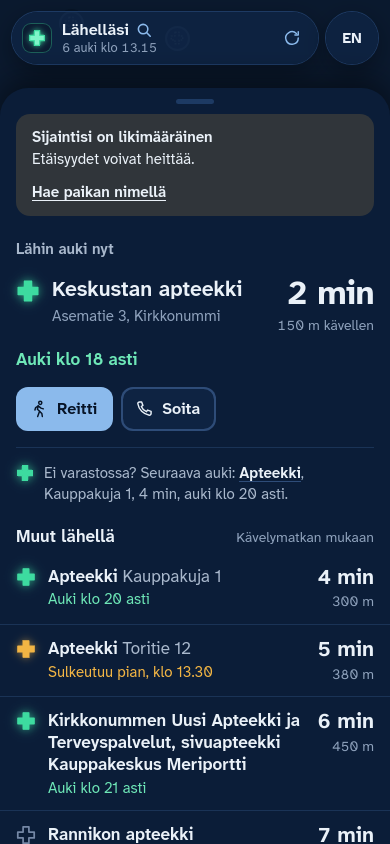 Lähelläsi
6 auki klo 13.15
EN
Sijaintisi on likimääräinen
Etäisyydet voivat heittää.
Hae paikan nimellä
Lähin auki nyt
Keskustan apteekki
2 min
Asematie 3, Kirkkonummi
150 m kävellen
Auki klo 18 asti
Reitti
Soita
Ei varastossa? Seuraava auki: Apteekki,
Kauppakuja 1, 4 min, auki klo 20 asti.
Muut lähellä
Kävelymatkan mukaan
Apteekki Kauppakuja 1
4 min
Auki klo 20 asti
300 m
Apteekki Toritie 12
5 min
Sulkeutuu pian, klo 13.30
380 m
Kirkkonummen Uusi Apteekki ja
Terveyspalvelut, sivuapteekki
Kauppakeskus Meriportti
6 min
450 m
Auki klo 21 asti
Rannikon apteekki
7 min